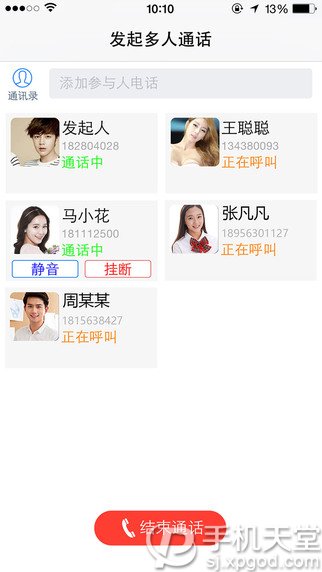 10:10
13%
发起多人通话
通讯录
添加参与人电话
发起人
182804028
通话中
王聪聪
134380093
正在呼叫
马小花
181112500
通话中
静音
挂断
张凡凡
18956301127
正在呼叫
周某某
1815638427
正在呼叫
结束通话
手机天堂
sj.xpgod.com